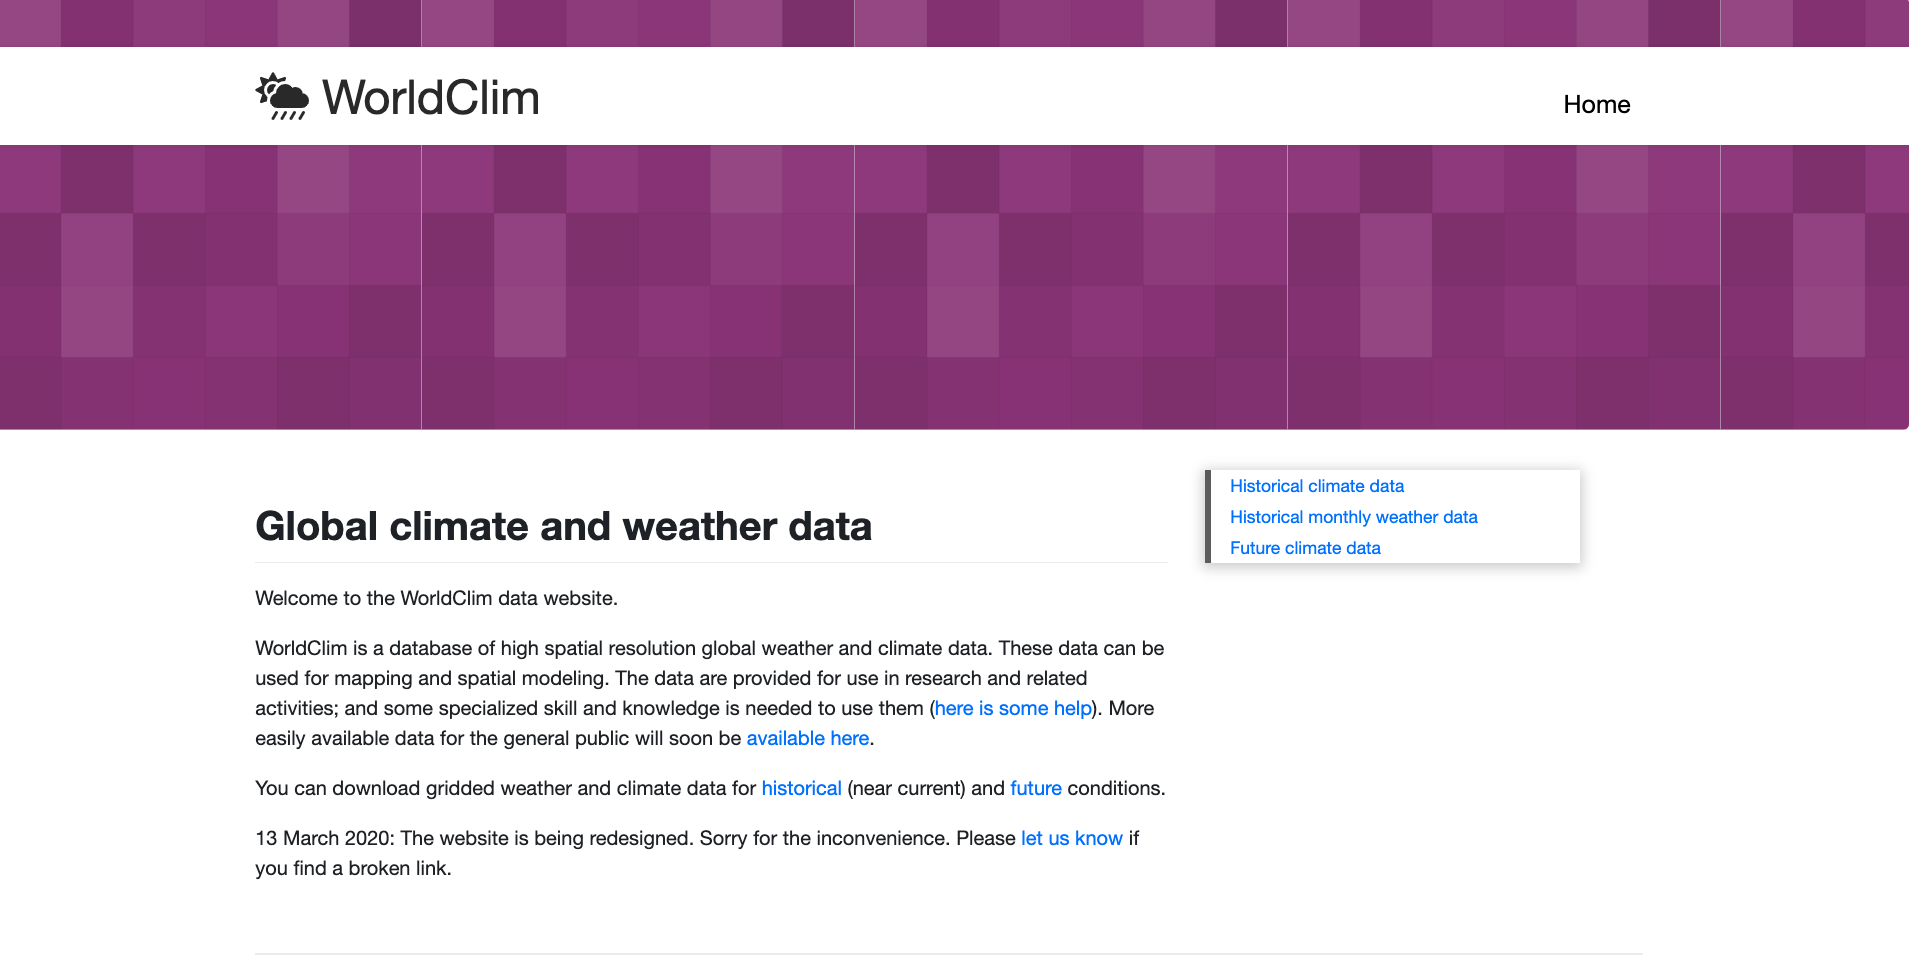 WorldClim
Home
Historical climate data
Historical monthly weather data
Future climate data
Global climate and weather data
Welcome to the WorldClim data website.
WorldClim is a database of high spatial resolution global weather and climate data. These data can be
used for mapping and spatial modeling. The data are provided for use in research and related
activities; and some specialized skill and knowledge is needed to use them (here is some help). More
easily available data for the general public will soon be available here.
You can download gridded weather and climate data for historical (near current) and future conditions.
13 March 2020: The website is being redesigned. Sorry for the inconvenience. Please let us know if
you find a broken link.